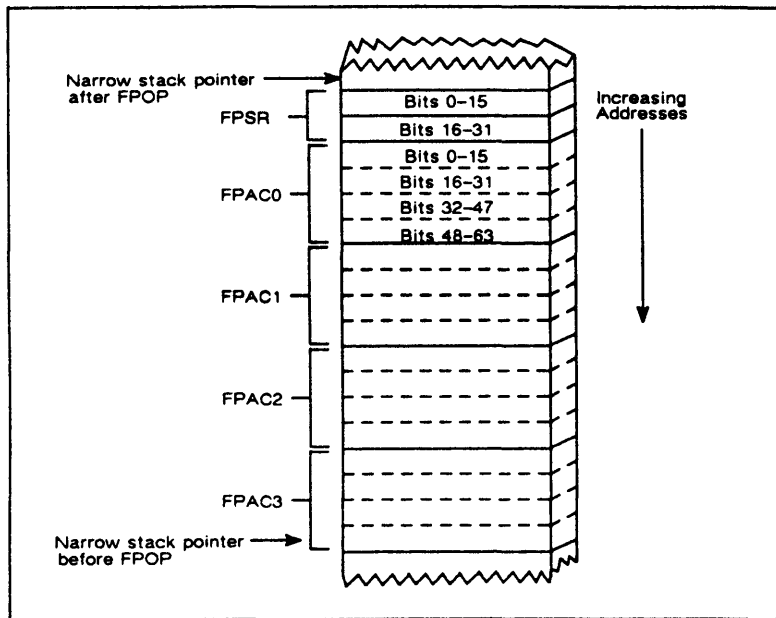 Narrow stack pointer
after FPOP
FPSR
Bits 0-15
Bits 16-31
Increasing
Addresses
FPAC0
Bits 0-15
Bits 16-31
Bits 32-47
Bits 48-63
FPAC1
FPAC2
FPAC3
Narrow stack pointer
before FPOP